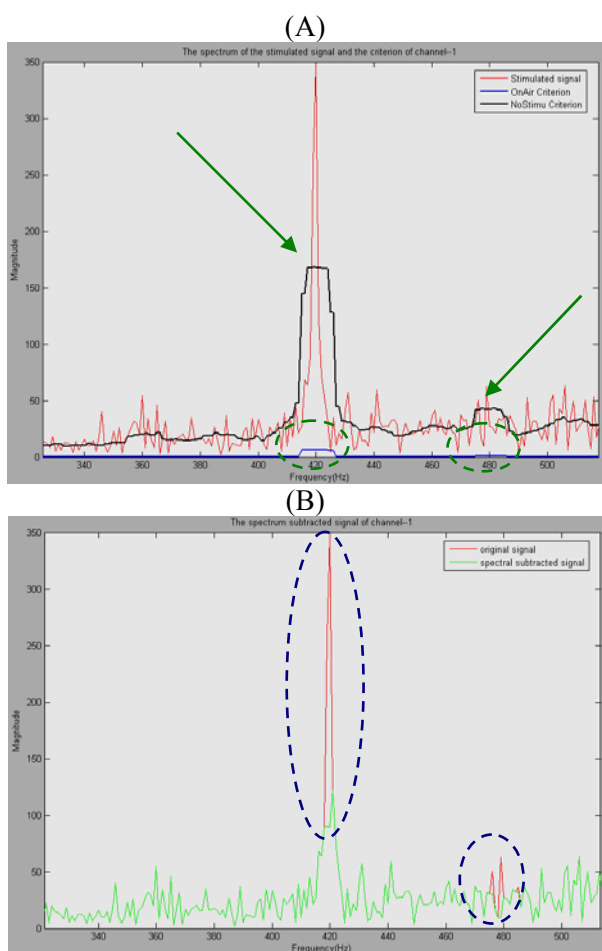 (A)
The spectrum of the stimulated signal and the criterion of channel--1
350
300
250
200
150
100
50
0
Magnitude
Stimulated signal
OnAir Criterion
NoStimu Criterion
340 360 380 400 420 440 460 480 500
Frequency(Hz)
(B)
The spectrum subtracted signal of channel--1
350
300
250
200
150
100
50
0
Magnitude
original signal
spectral subtracted signal
340 360 380 400 420 440 460 480 500
Frequency(Hz)